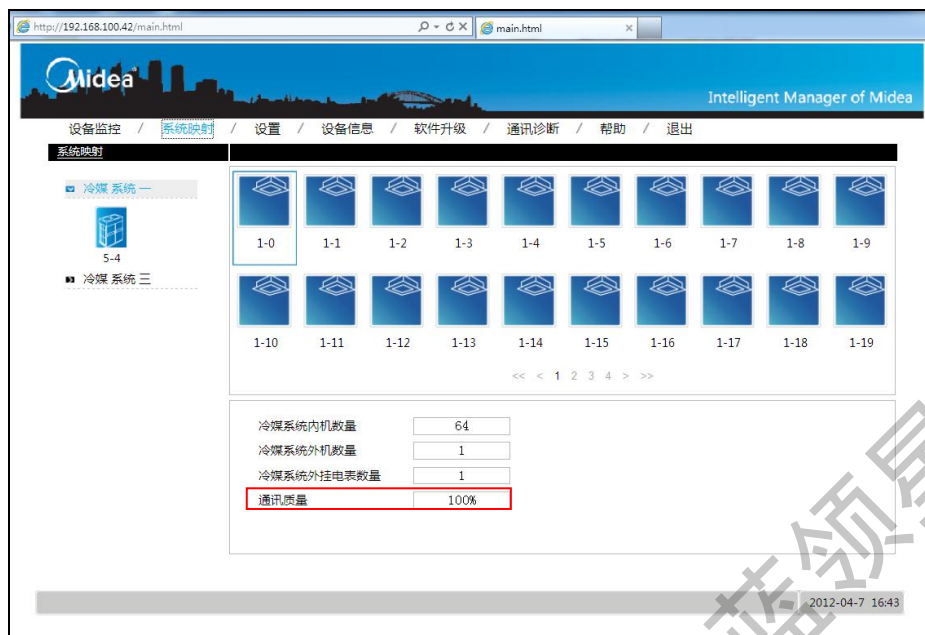 http://192.168.100.42/main.html
main.html
Midea
Intelligent Manager of Midea
设备监控 / 系统映射 / 设置 / 设备信息 / 软件升级 / 通讯诊断 / 帮助 / 退出
系统映射
冷媒 系统 一
5-4
冷媒 系统 三
1-0 1-1 1-2 1-3 1-4 1-5 1-6 1-7 1-8 1-9
1-10 1-11 1-12 1-13 1-14 1-15 1-16 1-17 1-18 1-19
<< < 1 2 3 4 > >>
冷媒系统内机数量 64
冷媒系统外机数量 1
冷媒系统外挂电表数量 1
通讯质量 100%
2012-04-7 16:43
蓝领星